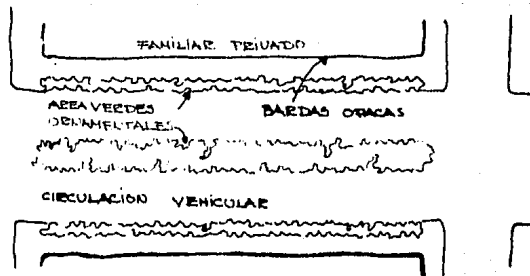 FAMILIAR PRIVADO
AREA VERDES
ORNAMENTALES
BARDAS OPACAS
CIRCULACION VEHICULAR